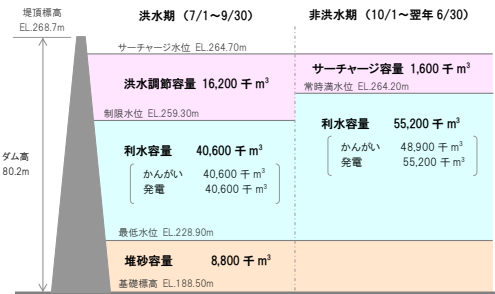 堤頂標高
EL.268.7m
洪水期（7/1～9/30）
非洪水期（10/1～翌年 6/30）
サーチャージ水位 EL.264.70m
洪水調節容量 16,200 千 m³
サーチャージ容量 1,600 千 m³
常時満水位 EL.264.20m
制限水位 EL.259.30m
利水容量 40,600 千 m³
かんがい 40,600 千 m³
発電 40,600 千 m³
利水容量 55,200 千 m³
かんがい 48,900 千 m³
発電 55,200 千 m³
ダム高
80.2m
最低水位 EL.228.90m
堆砂容量 8,800 千 m³
基礎標高 EL.188.50m